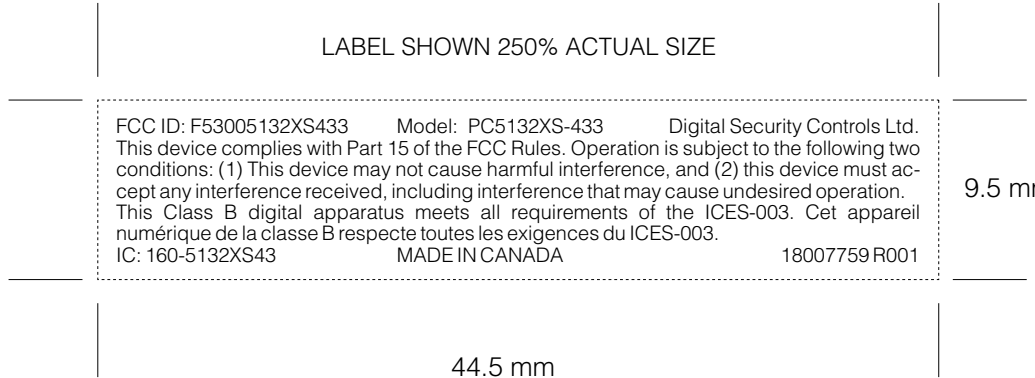 LABEL SHOWN 250% ACTUAL SIZE
FCC ID: F53005132XS433 Model: PC5132XS-433 Digital Security Controls Ltd.
This device complies with Part 15 of the FCC Rules. Operation is subject to the following two
conditions: (1) This device may not cause harmful interference, and (2) this device must ac-
cept any interference received, including interference that may cause undesired operation.
This Class B digital apparatus meets all requirements of the ICES-003. Cet appareil
numérique de la classe B respecte toutes les exigences du ICES-003.
IC: 160-5132XS43 MADE IN CANADA 18007759 R001
9.5 m
44.5 mm